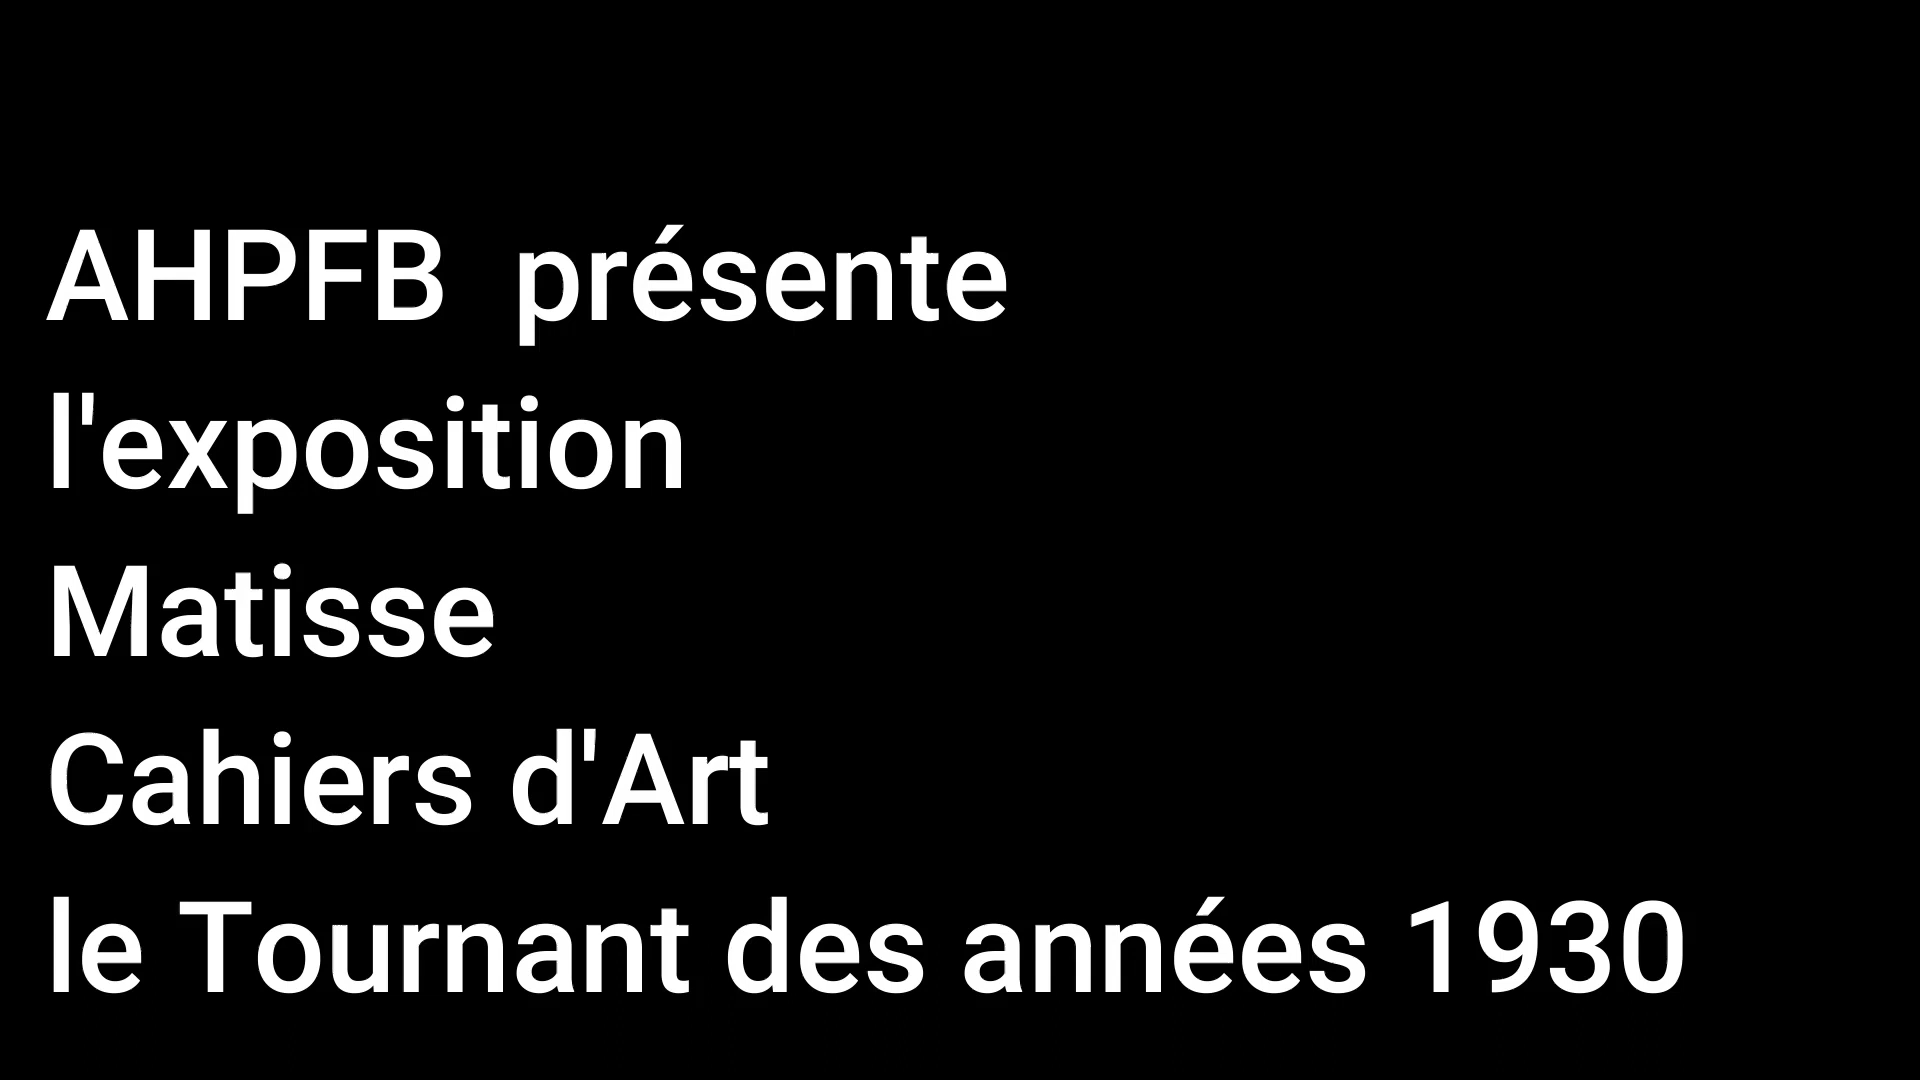 AHPFB  présente
l'exposition
Matisse
Cahiers d'Art
le Tournant des années 1930